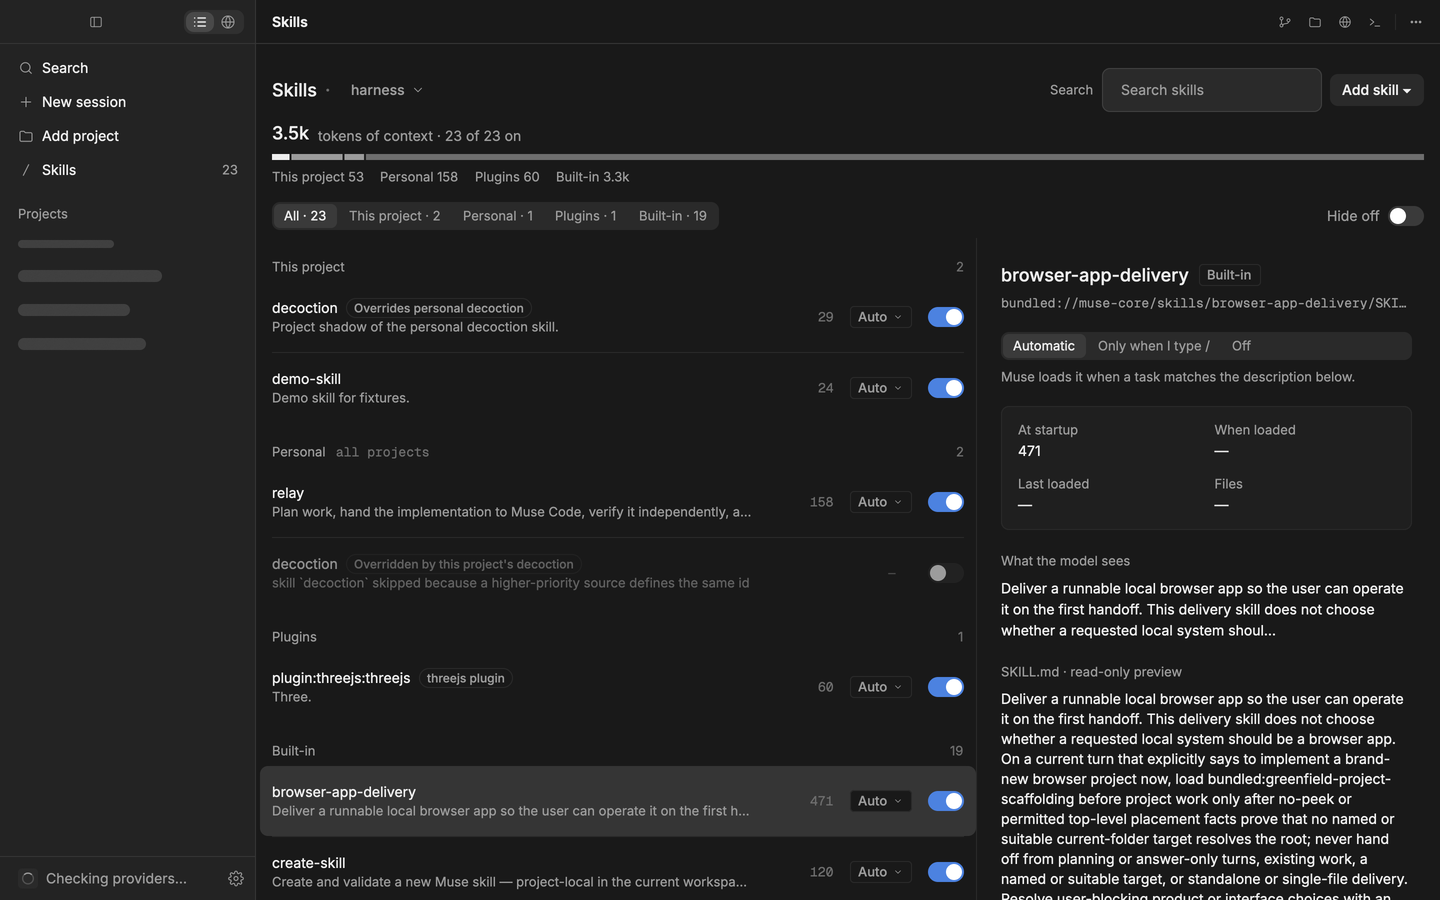 Skills
Search
New session
Add project
Skills 23
Projects
Checking providers...
Skills · harness
Search Search skills Add skill
3.5k tokens of context · 23 of 23 on
This project 53 Personal 158 Plugins 60 Built-in 3.3k
All · 23 This project · 2 Personal · 1 Plugins · 1 Built-in · 19 Hide off
This project 2
decoction Overrides personal decoction
Project shadow of the personal decoction skill.
29 Auto
demo-skill
Demo skill for fixtures.
24 Auto
Personal all projects 2
relay
Plan work, hand the implementation to Muse Code, verify it independently, a...
158 Auto
decoction Overridden by this project's decoction
skill `decoction` skipped because a higher-priority source defines the same id
–
Plugins 1
plugin:threejs:threejs threejs plugin
Three.
60 Auto
Built-in 19
browser-app-delivery
Deliver a runnable local browser app so the user can operate it on the first h...
471 Auto
create-skill
Create and validate a new Muse skill — project-local in the current workspa...
120 Auto
browser-app-delivery Built-in
bundled://muse-core/skills/browser-app-delivery/SKI…
Automatic Only when I type / Off
Muse loads it when a task matches the description below.
At startup When loaded
471 —
Last loaded Files
— —
What the model sees
Deliver a runnable local browser app so the user can operate
it on the first handoff. This delivery skill does not choose
whether a requested local system shoul...
SKILL.md · read-only preview
Deliver a runnable local browser app so the user can operate
it on the first handoff. This delivery skill does not choose
whether a requested local system should be a browser app.
On a current turn that explicitly says to implement a brand-
new browser project now, load bundled:greenfield-project-
scaffolding before project work only after no-peek or
permitted top-level placement facts prove that no named or
suitable current-folder target resolves the root; never hand
off from planning or answer-only turns, existing work, a
named or suitable target, or standalone or single-file delivery.
Resolve user-blocking product or interface choices with an